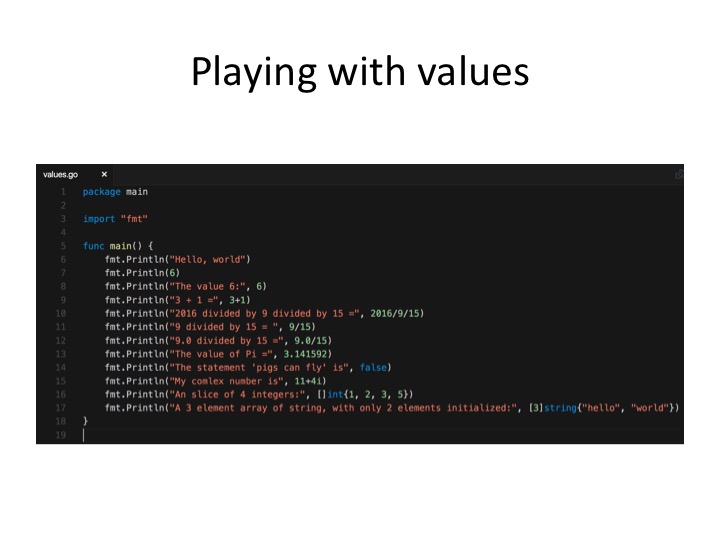 Playing with values
values.go ×
1 package main
2
3 import "fmt"
4
5 func main() {
6 fmt.Println("Hello, world")
7 fmt.Println(6)
8 fmt.Println("The value 6:", 6)
9 fmt.Println("3 + 1 =", 3+1)
10 fmt.Println("2016 divided by 9 divided by 15 =", 2016/9/15)
11 fmt.Println("9 divided by 15 = ", 9/15)
12 fmt.Println("9.0 divided by 15 =", 9.0/15)
13 fmt.Println("The value of Pi =", 3.141592)
14 fmt.Println("The statement 'pigs can fly' is", false)
15 fmt.Println("My comlex number is", 11+4i)
16 fmt.Println("An slice of 4 integers:", []int{1, 2, 3, 5})
17 fmt.Println("A 3 element array of string, with only 2 elements initialized:", [3]string{"hello", "world"})
18 }
19